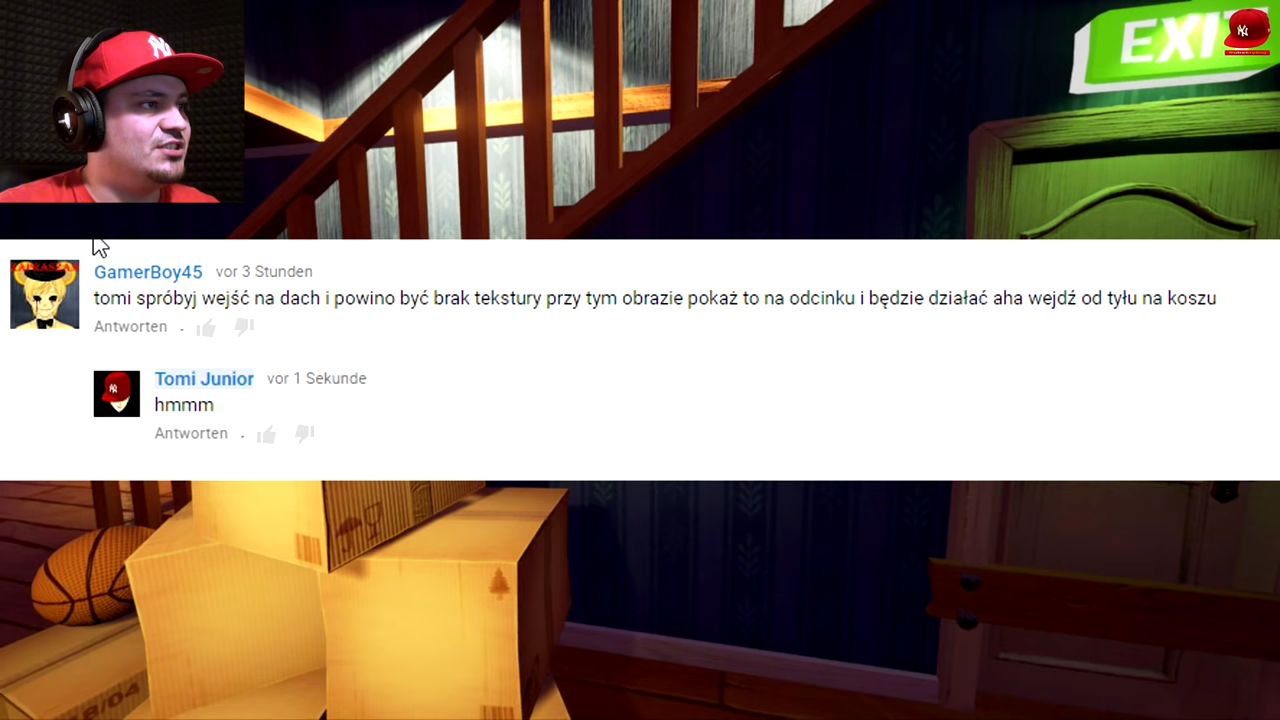 EXIT
GamerBoy45 vor 3 Stunden
tomi spróbyj wejść na dach i powino być brak tekstury przy tym obrazie pokaż to na odcinku i będzie działać aha wejdź od tyłu na koszu
Antworten .
Tomi Junior vor 1 Sekunde
hmmm
Antworten .